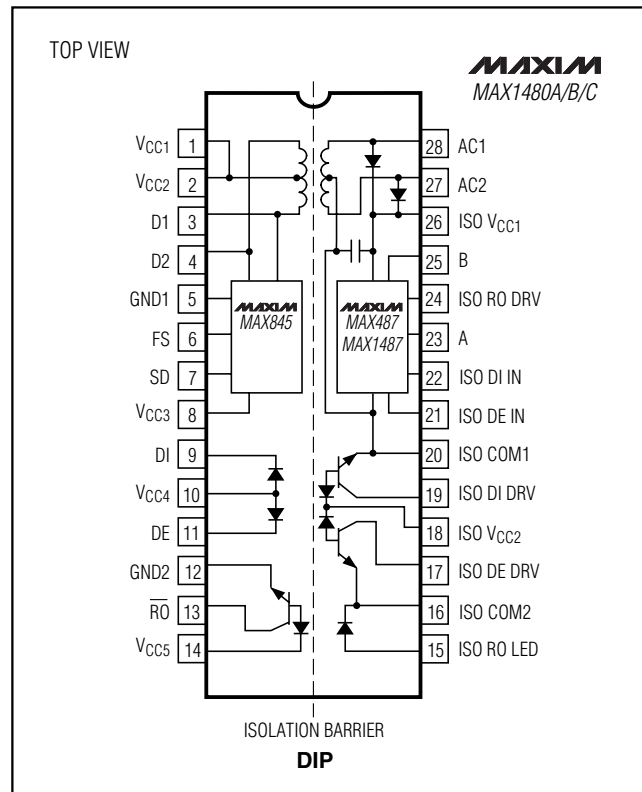 TOP VIEW
MAXIM
MAX1480A/B/C
VCC1 1
VCC2 2
D1 3
D2 4
GND1 5
FS 6
SD 7
VCC3 8
DI 9
VCC4 10
DE 11
GND2 12
R̅O̅ 13
VCC5 14
MAXIM
MAX845
MAXIM
MAX487
MAX1487
28 AC1
27 AC2
26 ISO VCC1
25 B
24 ISO RO DRV
23 A
22 ISO DI IN
21 ISO DE IN
20 ISO COM1
19 ISO DI DRV
18 ISO VCC2
17 ISO DE DRV
16 ISO COM2
15 ISO RO LED
ISOLATION BARRIER
DIP